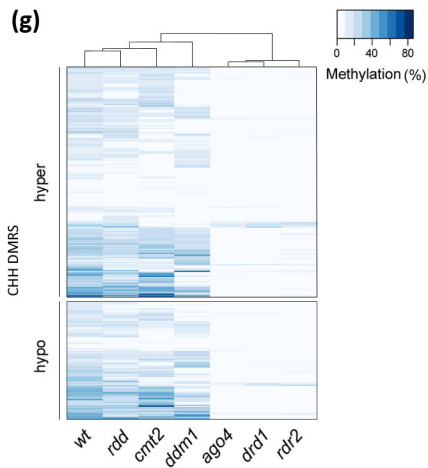 (g)
0 40 80
Methylation (%)
CHH DMRS
hyper
hypo
wt rdd cmt2 ddm1 ago4 drd1 rdr2